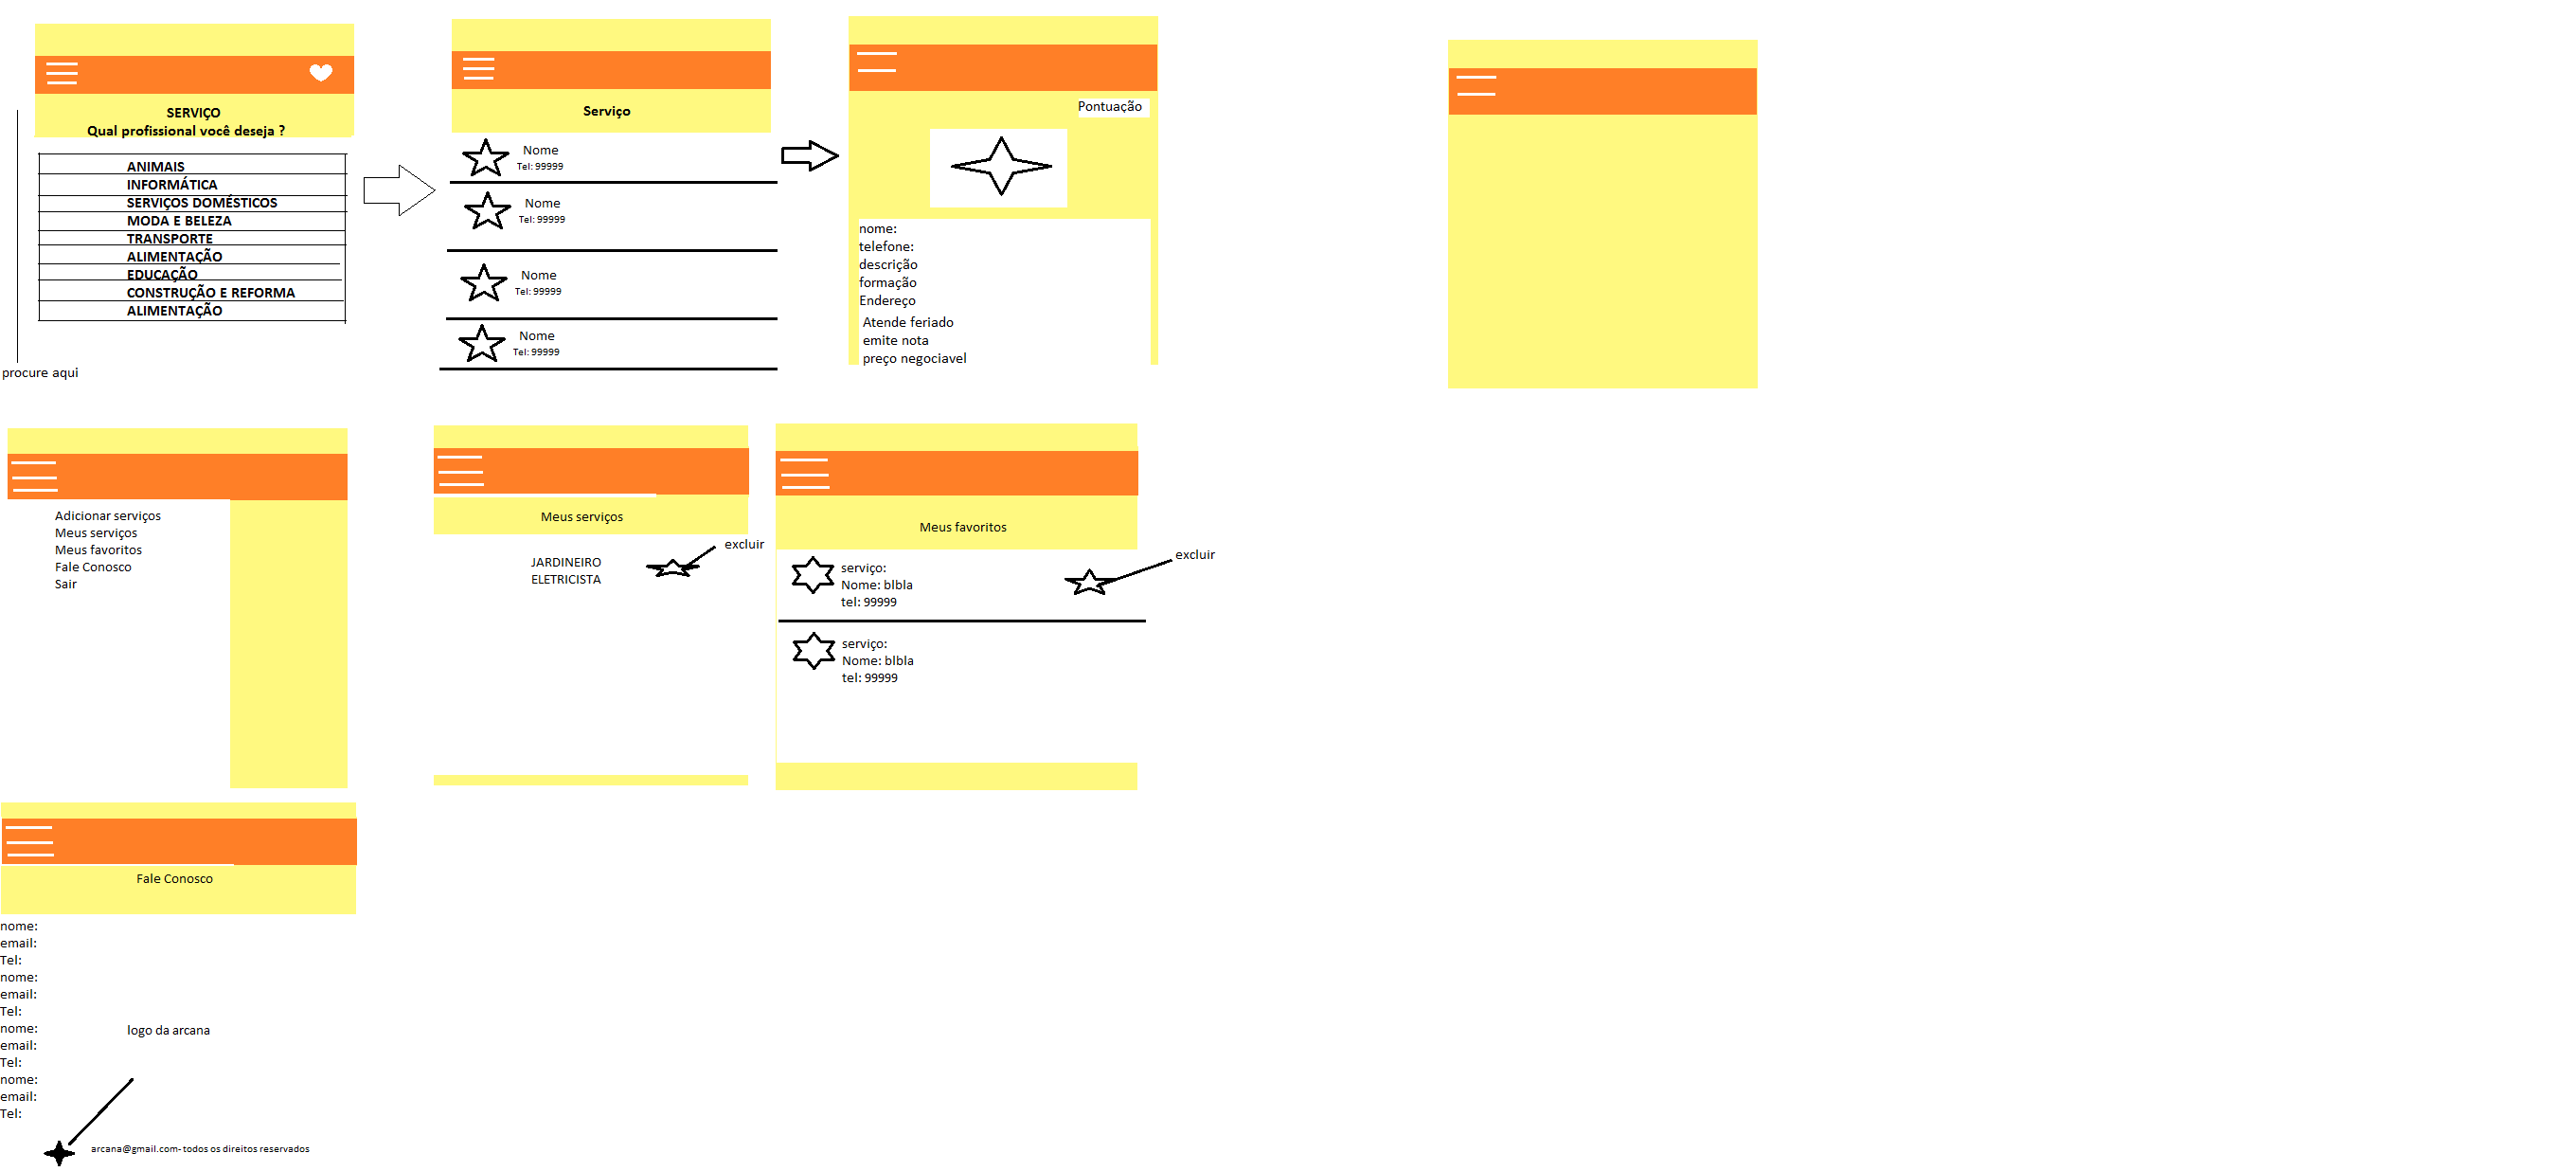 SERVIÇO
Qual profissional você deseja ?
ANIMAIS
INFORMÁTICA
SERVIÇOS DOMÉSTICOS
MODA E BELEZA
TRANSPORTE
ALIMENTAÇÃO
EDUCAÇÃO
CONSTRUÇÃO E REFORMA
ALIMENTAÇÃO
procure aqui
Serviço
Nome
Tel: 99999
Nome
Tel: 99999
Nome
Tel: 99999
Nome
Tel: 99999
Pontuação
nome:
telefone:
descrição
formação
Endereço
Atende feriado
emite nota
preço negociavel
Adicionar serviços
Meus serviços
Meus favoritos
Fale Conosco
Sair
Meus serviços
excluir
JARDINEIRO
ELETRICISTA
Meus favoritos
excluir
serviço:
Nome: blbla
tel: 99999
serviço:
Nome: blbla
tel: 99999
Fale Conosco
nome:
email:
Tel:
nome:
email:
Tel:
nome:
email:
Tel:
nome:
email:
Tel:
logo da arcana
arcana@gmail.com- todos os direitos reservados